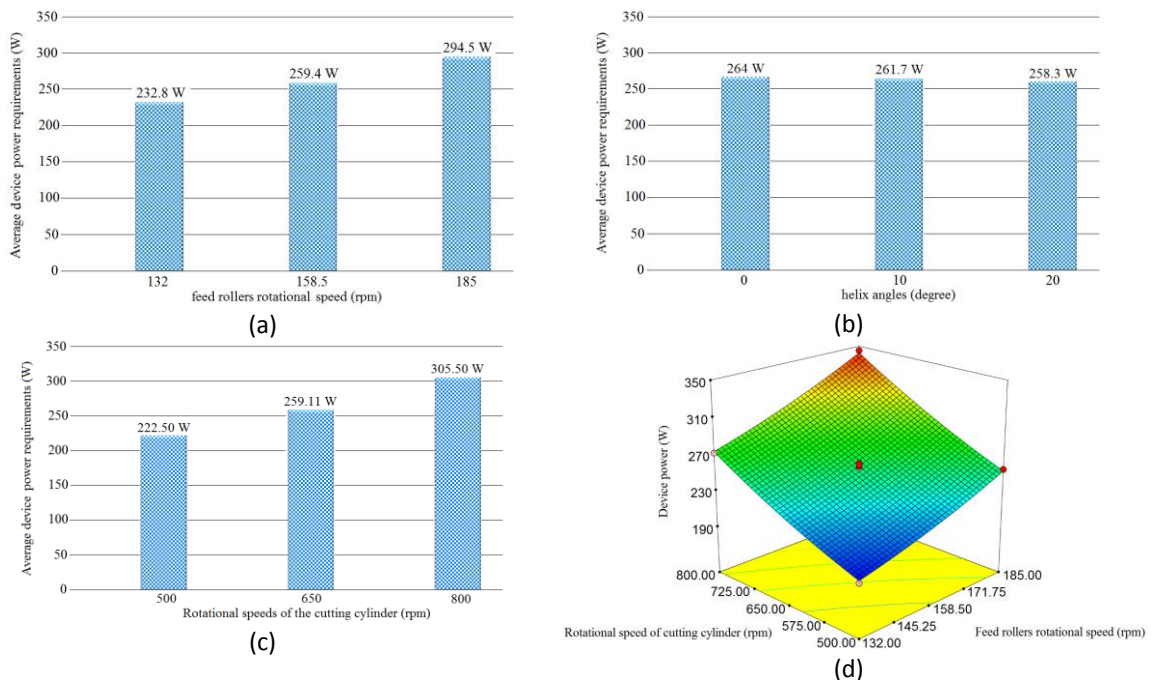 350
300
250
200
150
100
50
0
Average device power requirements (W)
232.8 W
259.4 W
294.5 W
132
158.5
185
feed rollers rotational speed (rpm)
(a)
350
300
250
200
150
100
50
0
Average device power requirements (W)
264 W
261.7 W
258.3 W
0
10
20
helix angles (degree)
(b)
350
300
250
200
150
100
50
0
Average device power requirements (W)
222.50 W
259.11 W
305.50 W
500
650
800
Rotational speeds of the cutting cylinder (rpm)
(c)
350
310
270
230
190
Device power (W)
800.00
725.00
650.00
575.00
500.00
132.00
145.25
158.50
171.75
185.00
Rotational speed of cutting cylinder (rpm)
Feed rollers rotational speed (rpm)
(d)